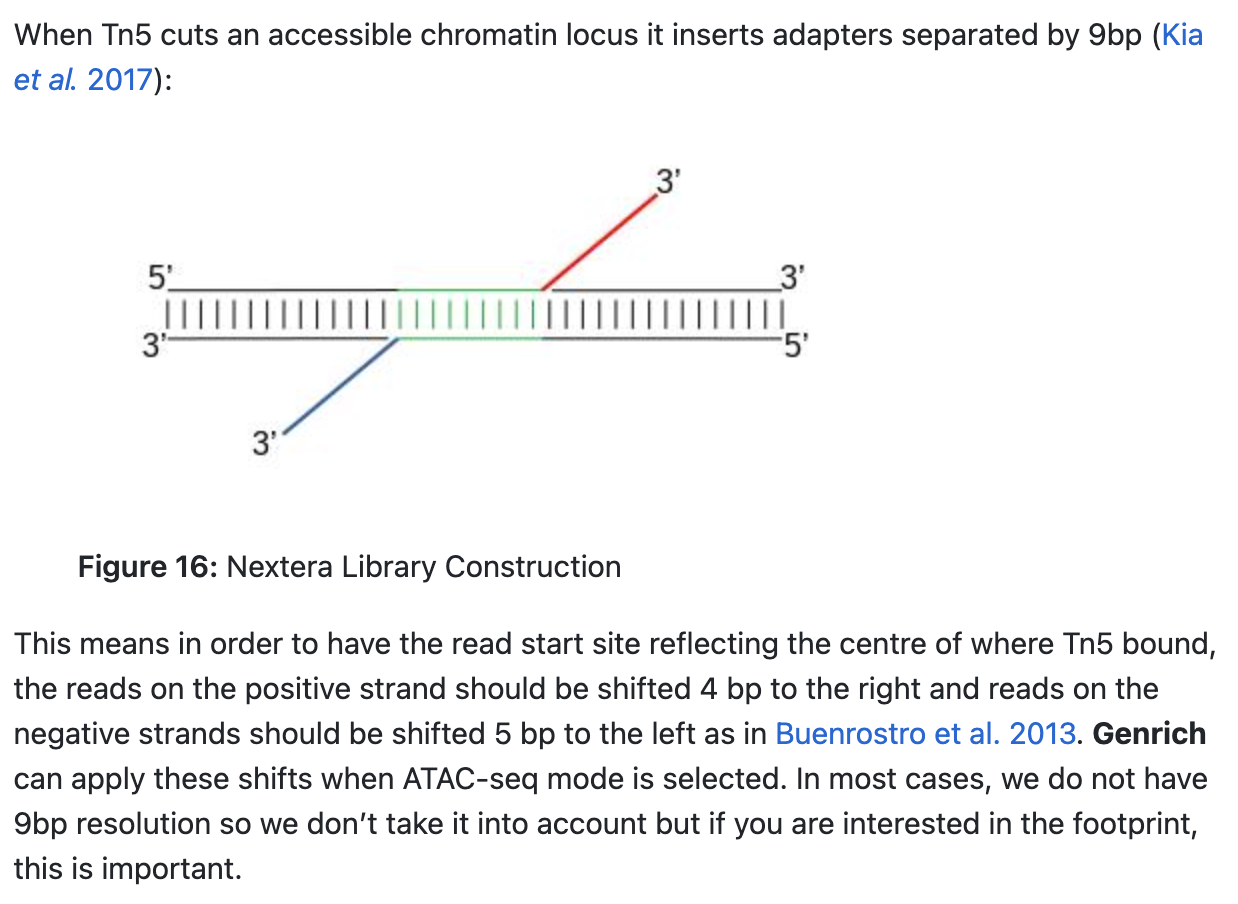 When Tn5 cuts an accessible chromatin locus it inserts adapters separated by 9bp (Kia
et al. 2017):
3'
5'
3'
3'
5'
3'
Figure 16: Nextera Library Construction
This means in order to have the read start site reflecting the centre of where Tn5 bound,
the reads on the positive strand should be shifted 4 bp to the right and reads on the
negative strands should be shifted 5 bp to the left as in Buenrostro et al. 2013. Genrich
can apply these shifts when ATAC-seq mode is selected. In most cases, we do not have
9bp resolution so we don’t take it into account but if you are interested in the footprint,
this is important.